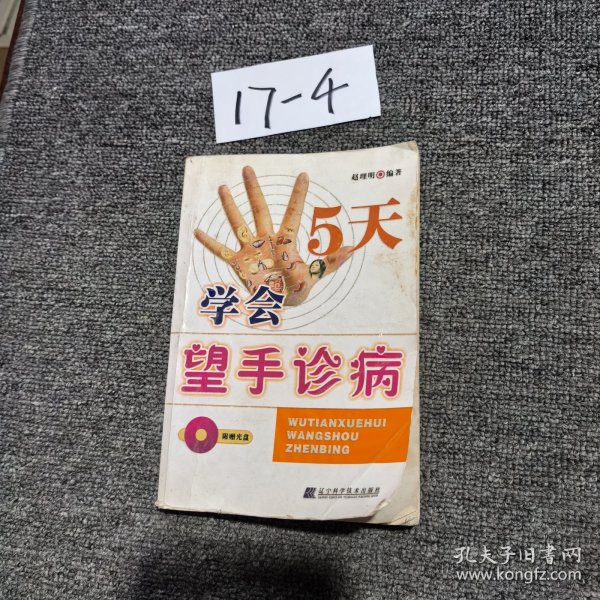 17-4
赵理明 编著
5天
学会
望手诊病
附赠光盘
WUTIANXUEHUI
WANGSHOU
ZHENBING
辽宁科学技术出版社
孔夫子旧书网
www.kongfz.com